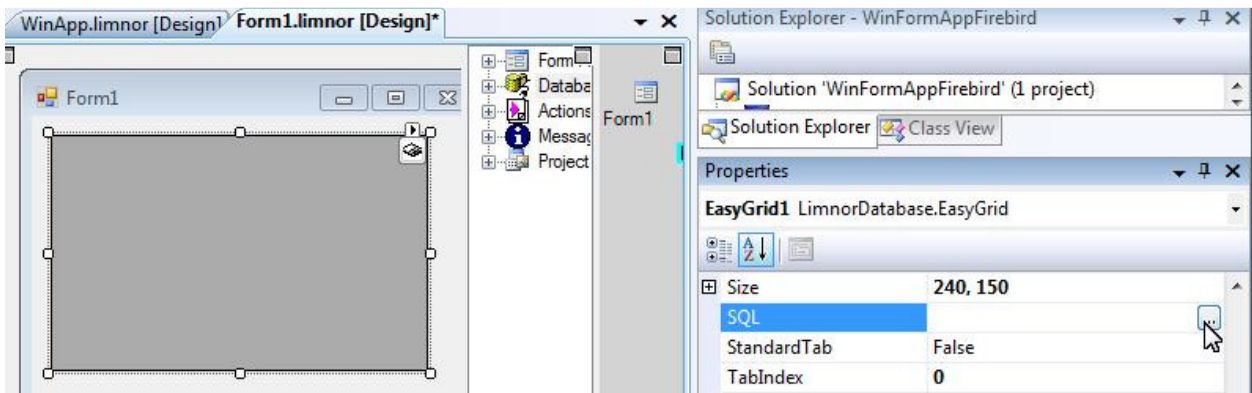 WinApp.limnor [Design]
Form1.limnor [Design]*
Form1
Form
Databa
Actions
Messag
Project
Form1
Solution Explorer - WinFormAppFirebird
Solution 'WinFormAppFirebird' (1 project)
Solution Explorer
Class View
Properties
EasyGrid1 LimnorDatabase.EasyGrid
Size 240, 150
SQL ...
StandardTab False
TabIndex 0